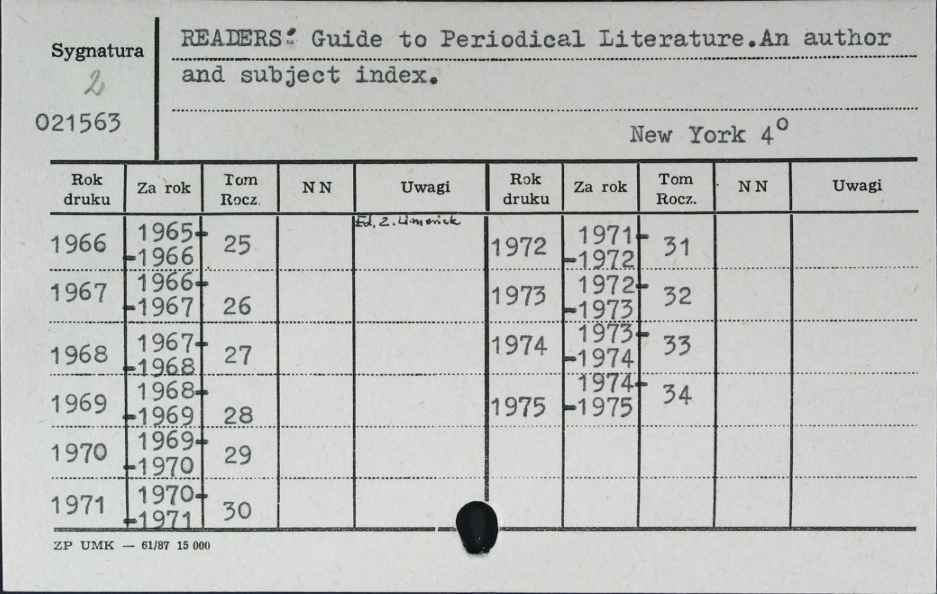 Sygnatura
2
021563
READERS' Guide to Periodical Literature.An author
and subject index.
New York 4º
Rok druku Za rok Tom Rocz. N N Uwagi Rok druku Za rok Tom Rocz. N N Uwagi
1966 1965- -1966 25 Ed, Z. 1972 1971- -1972 31
1967 1966- -1967 26 1973 1972- -1973 32
1968 1967- -1968 27 1974 1973- -1974 33
1969 1968- -1969 28 1975 1974- -1975 34
1970 1969- -1970 29
1971 1970- -1971 30
ZP UMK — 61/87 15 000